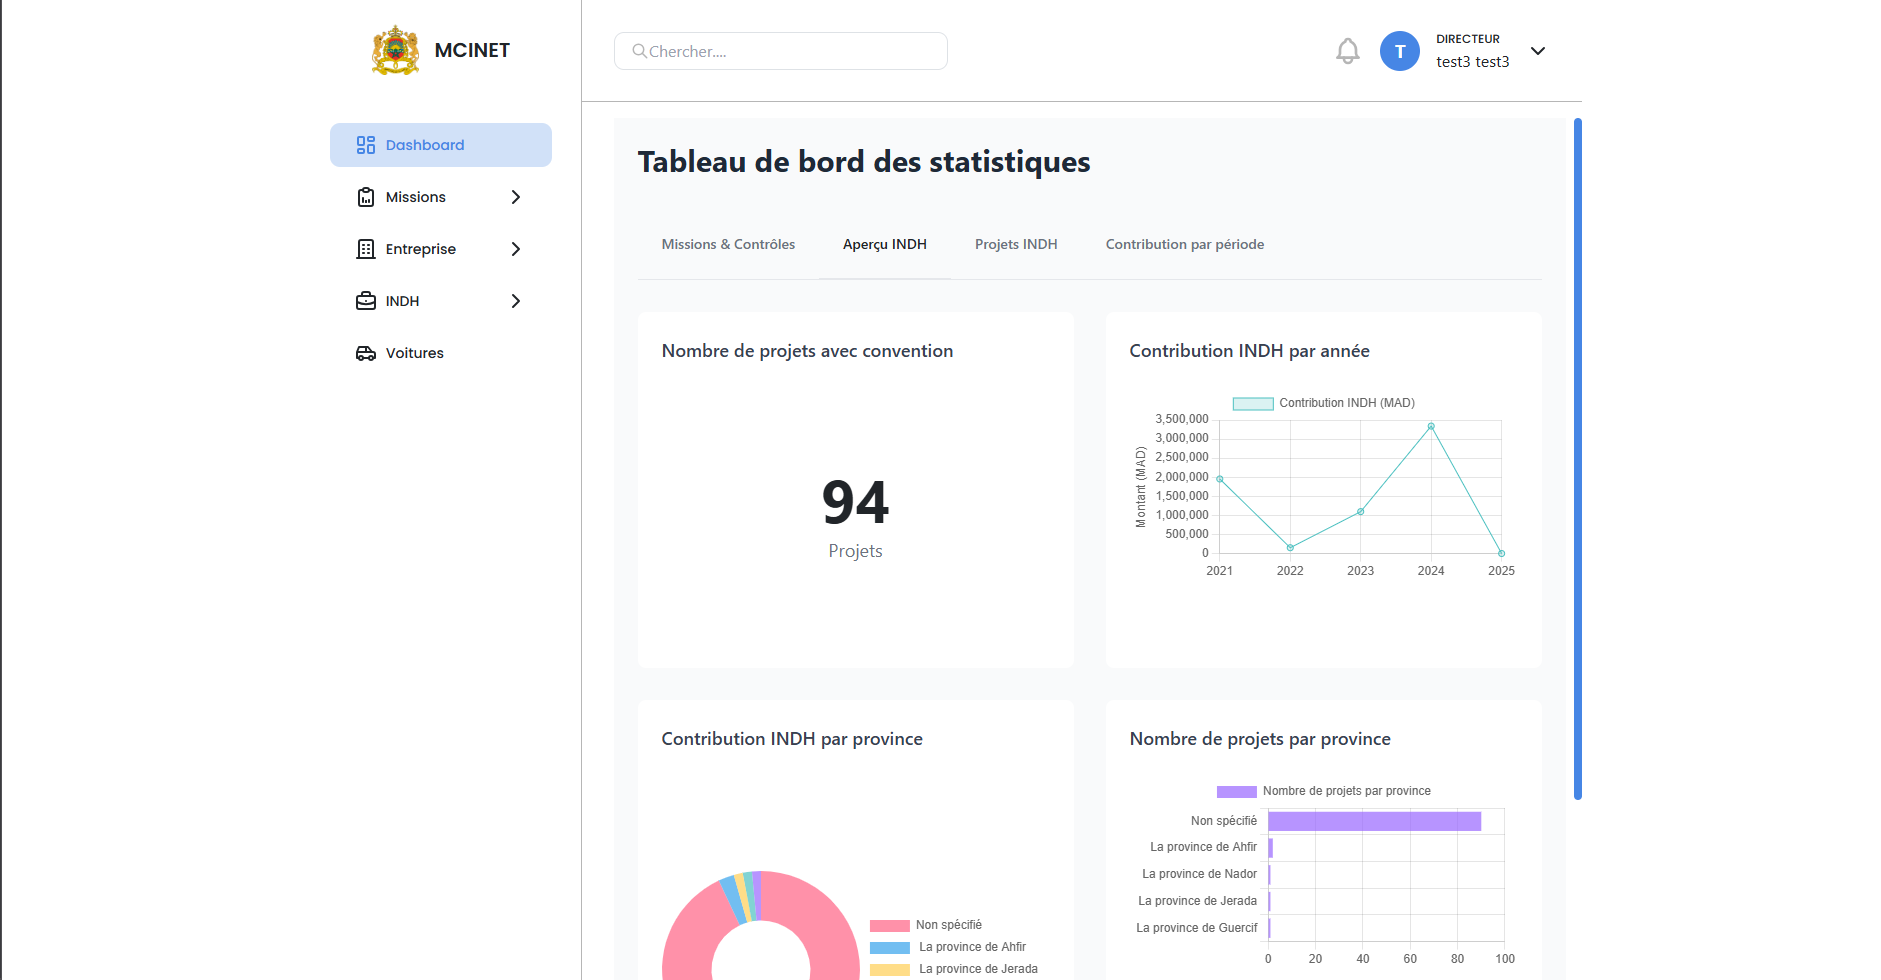 MCINET
Chercher....
T
DIRECTEUR
test3 test3
Dashboard
Missions
Entreprise
INDH
Voitures
Tableau de bord des statistiques
Missions & Contrôles
Aperçu INDH
Projets INDH
Contribution par période
Nombre de projets avec convention
94
Projets
Contribution INDH par année
Contribution INDH (MAD)
Montant (MAD)
3,500,000
3,000,000
2,500,000
2,000,000
1,500,000
1,000,000
500,000
0
2021 2022 2023 2024 2025
Contribution INDH par province
Non spécifié
La province de Ahfir
La province de Jerada
Nombre de projets par province
Nombre de projets par province
Non spécifié
La province de Ahfir
La province de Nador
La province de Jerada
La province de Guercif
0 20 40 60 80 100